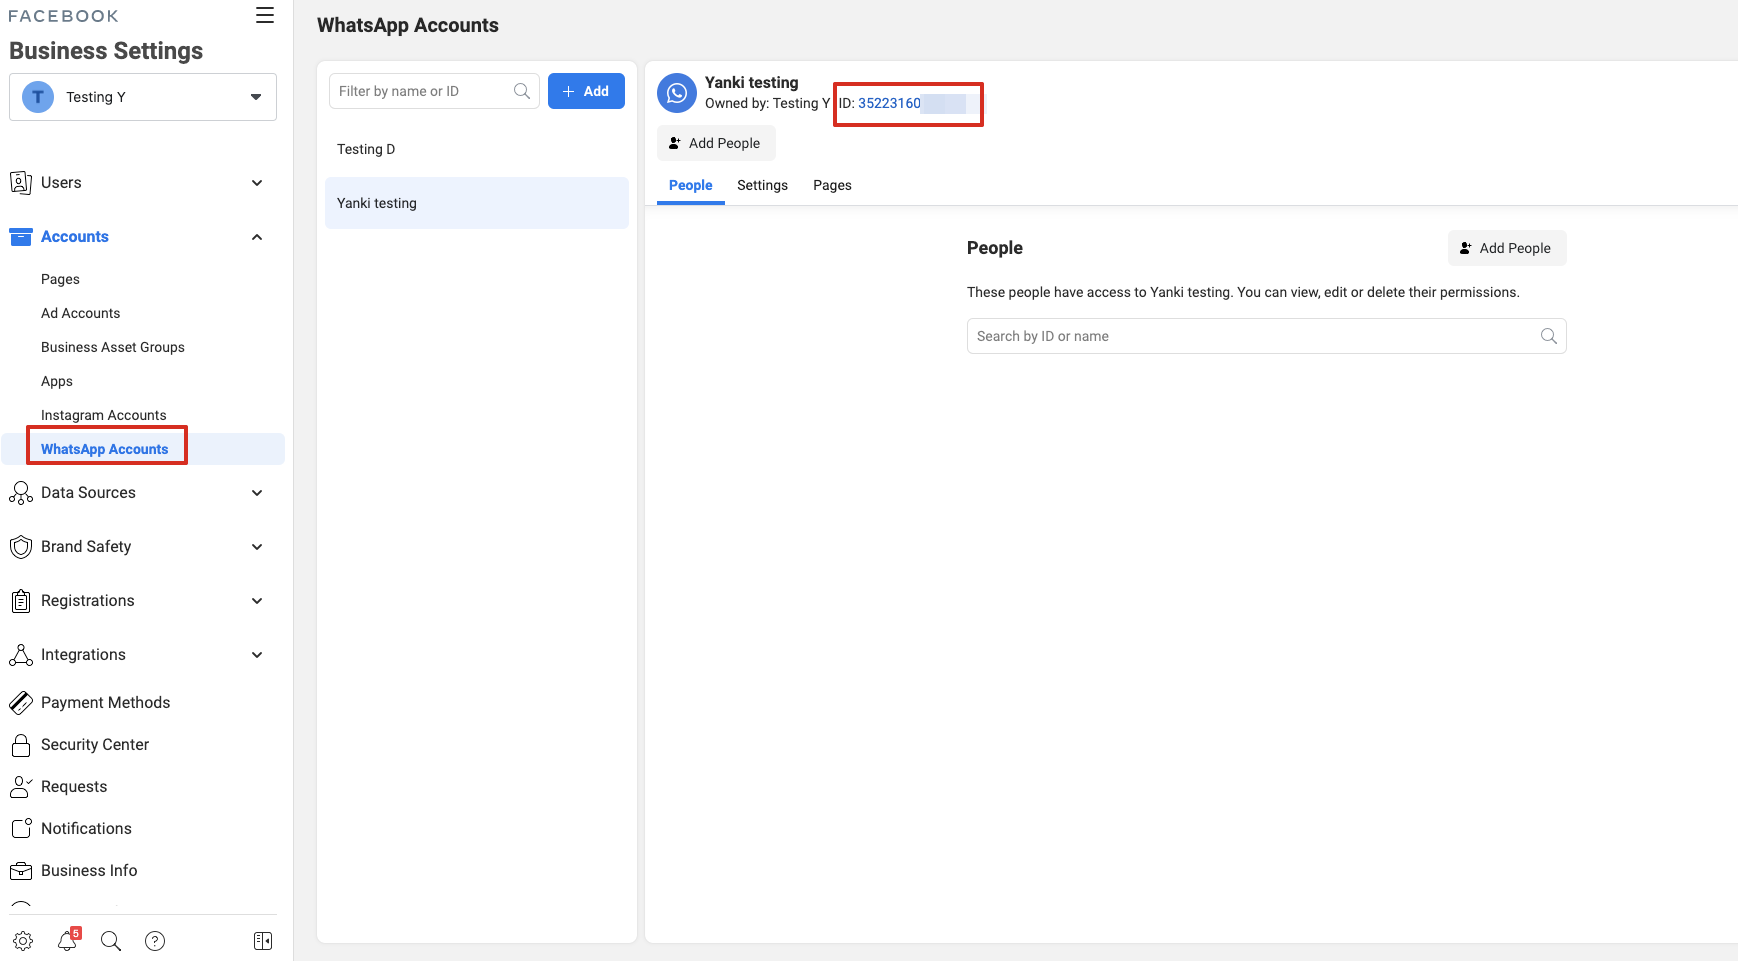 FACEBOOK
Business Settings
T
Testing Y
Users
Accounts
Pages
Ad Accounts
Business Asset Groups
Apps
Instagram Accounts
WhatsApp Accounts
Data Sources
Brand Safety
Registrations
Integrations
Payment Methods
Security Center
Requests
Notifications
Business Info
5
?
WhatsApp Accounts
Filter by name or ID
+ Add
Testing D
Yanki testing
Yanki testing
Owned by: Testing Y ID: 35223160
Add People
People Settings Pages
People
Add People
These people have access to Yanki testing. You can view, edit or delete their permissions.
Search by ID or name